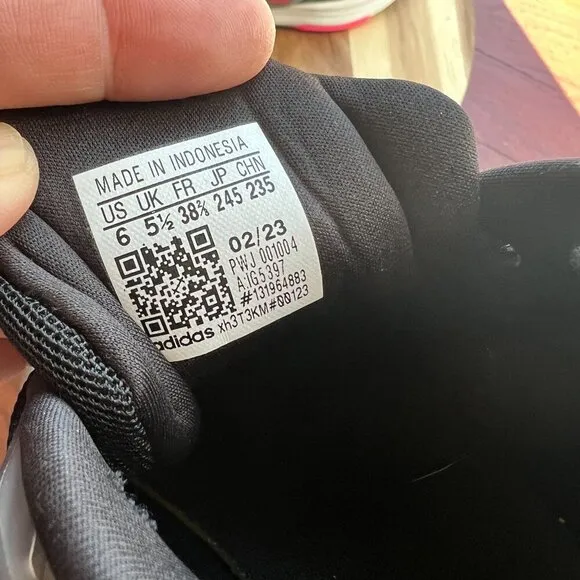 MADE IN INDONESIA
US UK FR JP CHN
6 5½ 38⅔ 245 235
02/23
PWJ 001004
A:IG5397
#131964883
adidas xh3T3KM#00123